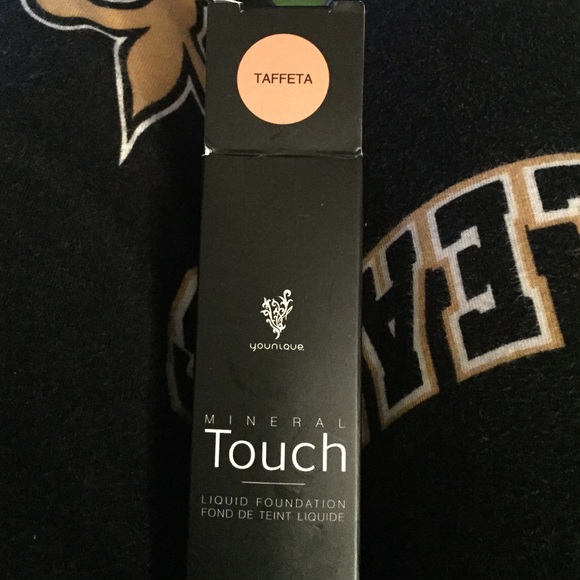 TAFFETA
younique
MINERAL
Touch
LIQUID FOUNDATION
FOND DE TEINT LIQUIDE